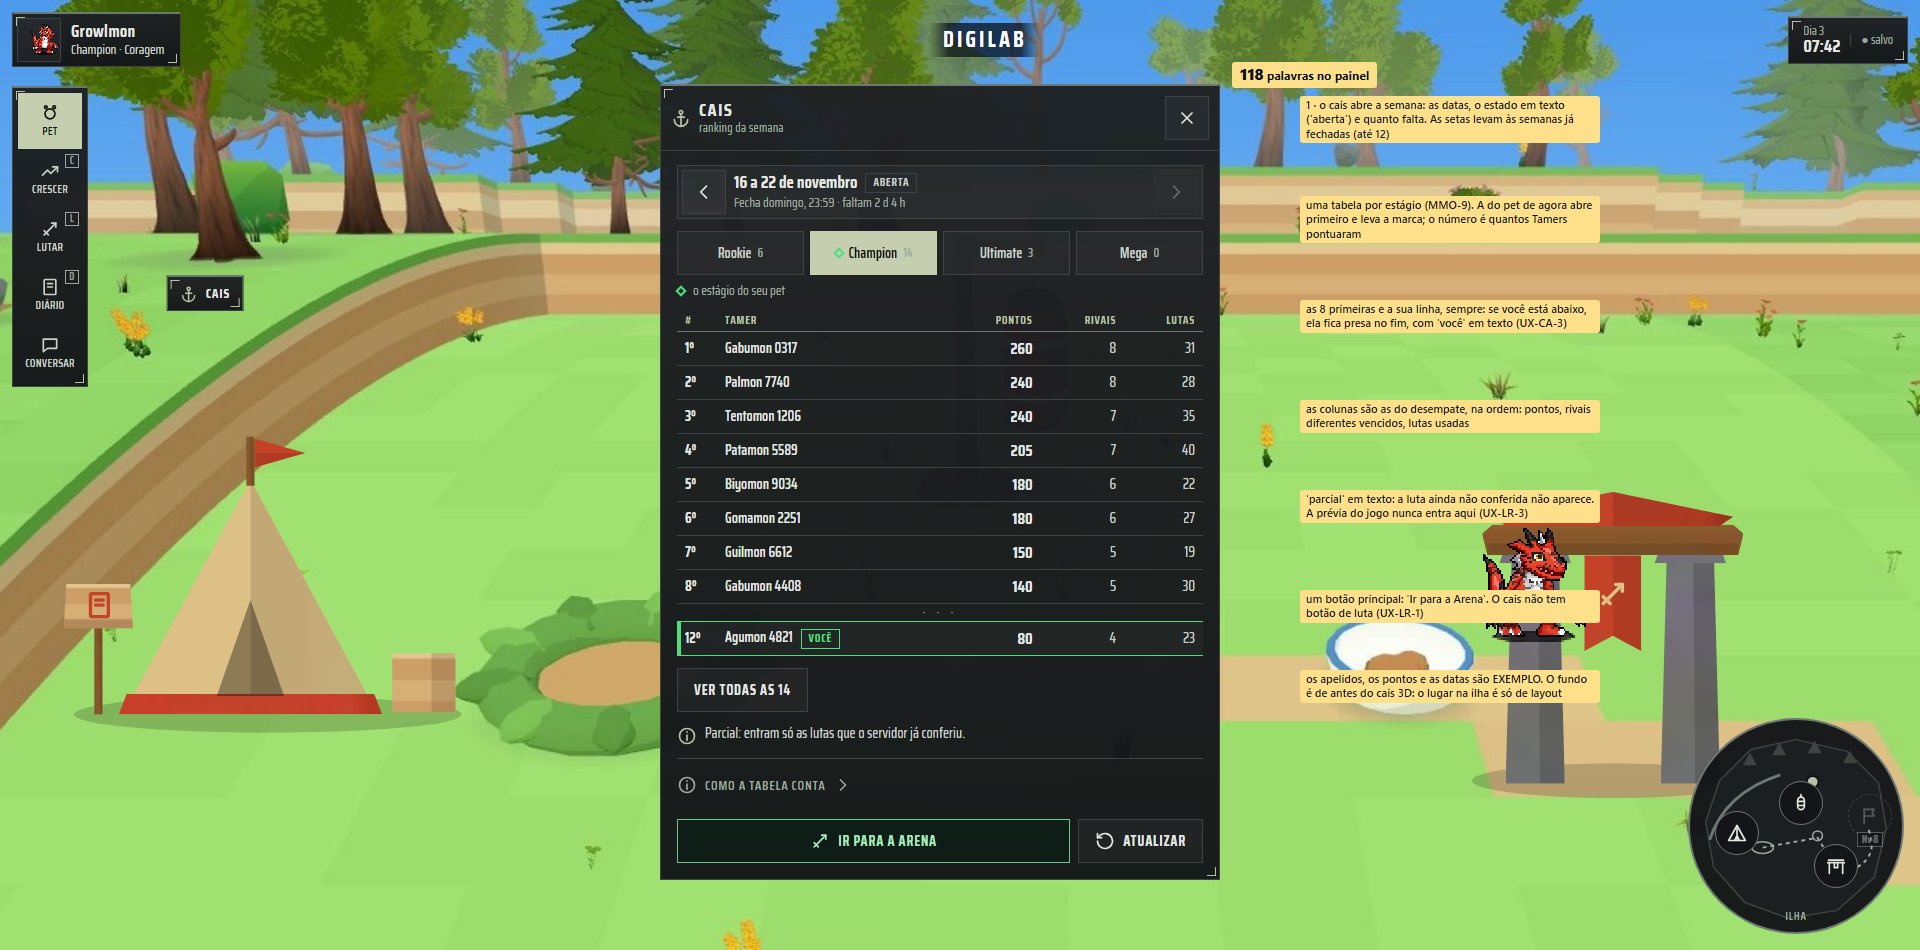 Growlmon
Champion · Coragem
DIGILAB
Dia 3
07:42
● salvo
PET
C
CRESCER
L
LUTAR
D
DIÁRIO
CONVERSAR
CAIS
CAIS
ranking da semana
16 a 22 de novembro ABERTA
Fecha domingo, 23:59 · faltam 2 d 4 h
Rookie 6
Champion 14
Ultimate 3
Mega 0
o estágio do seu pet
# TAMER PONTOS RIVAIS LUTAS
1º Gabumon 0317 260 8 31
2º Palmon 7740 240 8 28
3º Tentomon 1206 240 7 35
4º Patamon 5589 205 7 40
5º Biyomon 9034 180 6 22
6º Gomamon 2251 180 6 27
7º Guilmon 6612 150 5 19
8º Gabumon 4408 140 5 30
· · ·
12º Agumon 4821 VOCÊ 80 4 23
VER TODAS AS 14
Parcial: entram só as lutas que o servidor já conferiu.
COMO A TABELA CONTA
IR PARA A ARENA
ATUALIZAR
118 palavras no painel
1 · o cais abre a semana: as datas, o estado em texto
('aberta') e quanto falta. As setas levam às semanas já
fechadas (até 12)
uma tabela por estágio (MMO-9). A do pet de agora abre
primeiro e leva a marca; o número é quantos Tamers
pontuaram
as 8 primeiras e a sua linha, sempre: se você está abaixo,
ela fica presa no fim, com 'você' em texto (UX-CA-3)
as colunas são as do desempate, na ordem: pontos, rivais
diferentes vencidos, lutas usadas
'parcial' em texto: a luta ainda não conferida não aparece.
A prévia do jogo nunca entra aqui (UX-LR-3)
um botão principal: 'Ir para a Arena'. O cais não tem
botão de luta (UX-LR-1)
os apelidos, os pontos e as datas são EXEMPLO. O fundo
é de antes do cais 3D: o lugar na ilha é só de layout
ILHA